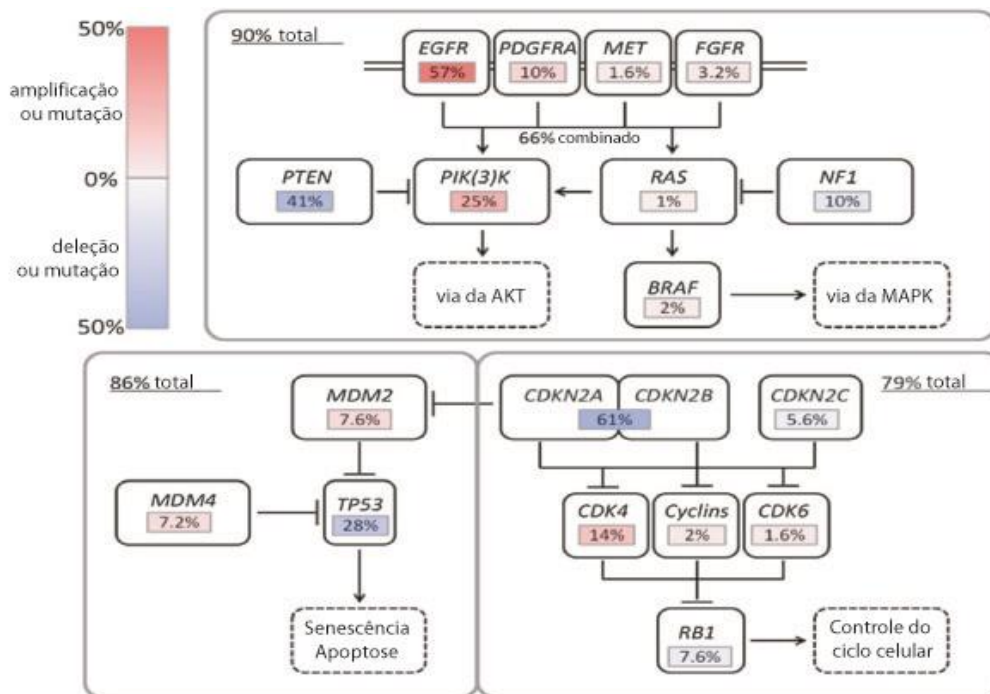 50%
amplificação
ou mutação
0%
deleção
ou mutação
50%
90% total
EGFR
57%
PDGFRA
10%
MET
1.6%
FGFR
3.2%
66% combinado
PTEN
41%
PIK(3)K
25%
RAS
1%
NF1
10%
via da AKT
BRAF
2%
via da MAPK
86% total
MDM2
7.6%
MDM4
7.2%
TP53
28%
Senescência
Apoptose
79% total
CDKN2A
CDKN2B
61%
CDKN2C
5.6%
CDK4
14%
Cyclins
2%
CDK6
1.6%
RB1
7.6%
Controle do
ciclo celular